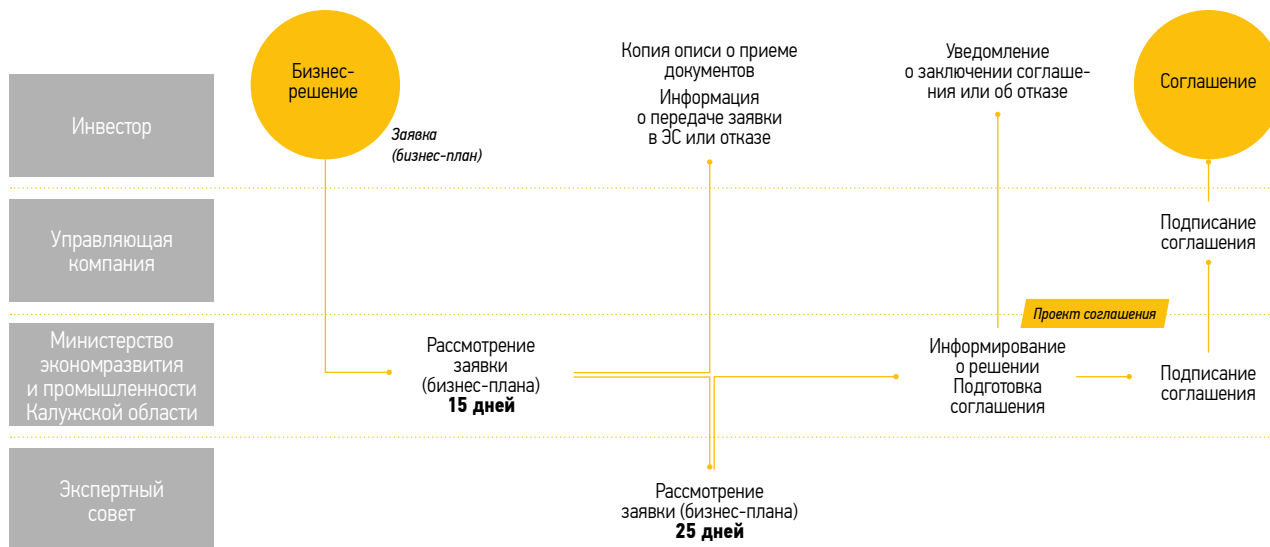 Инвестор
Бизнес-
решение
Заявка
(бизнес-план)
Копия описи о приеме
документов
Информация
о передаче заявки
в ЭС или отказе
Уведомление
о заключении соглаше-
ния или об отказе
Соглашение
Управляющая
компания
Подписание
соглашения
Министерство
экономразвития
и промышленности
Калужской области
Рассмотрение
заявки
(бизнес-плана)
15 дней
Проект соглашения
Информирование
о решении
Подготовка
соглашения
Подписание
соглашения
Экспертный
совет
Рассмотрение
заявки (бизнес-плана)
25 дней